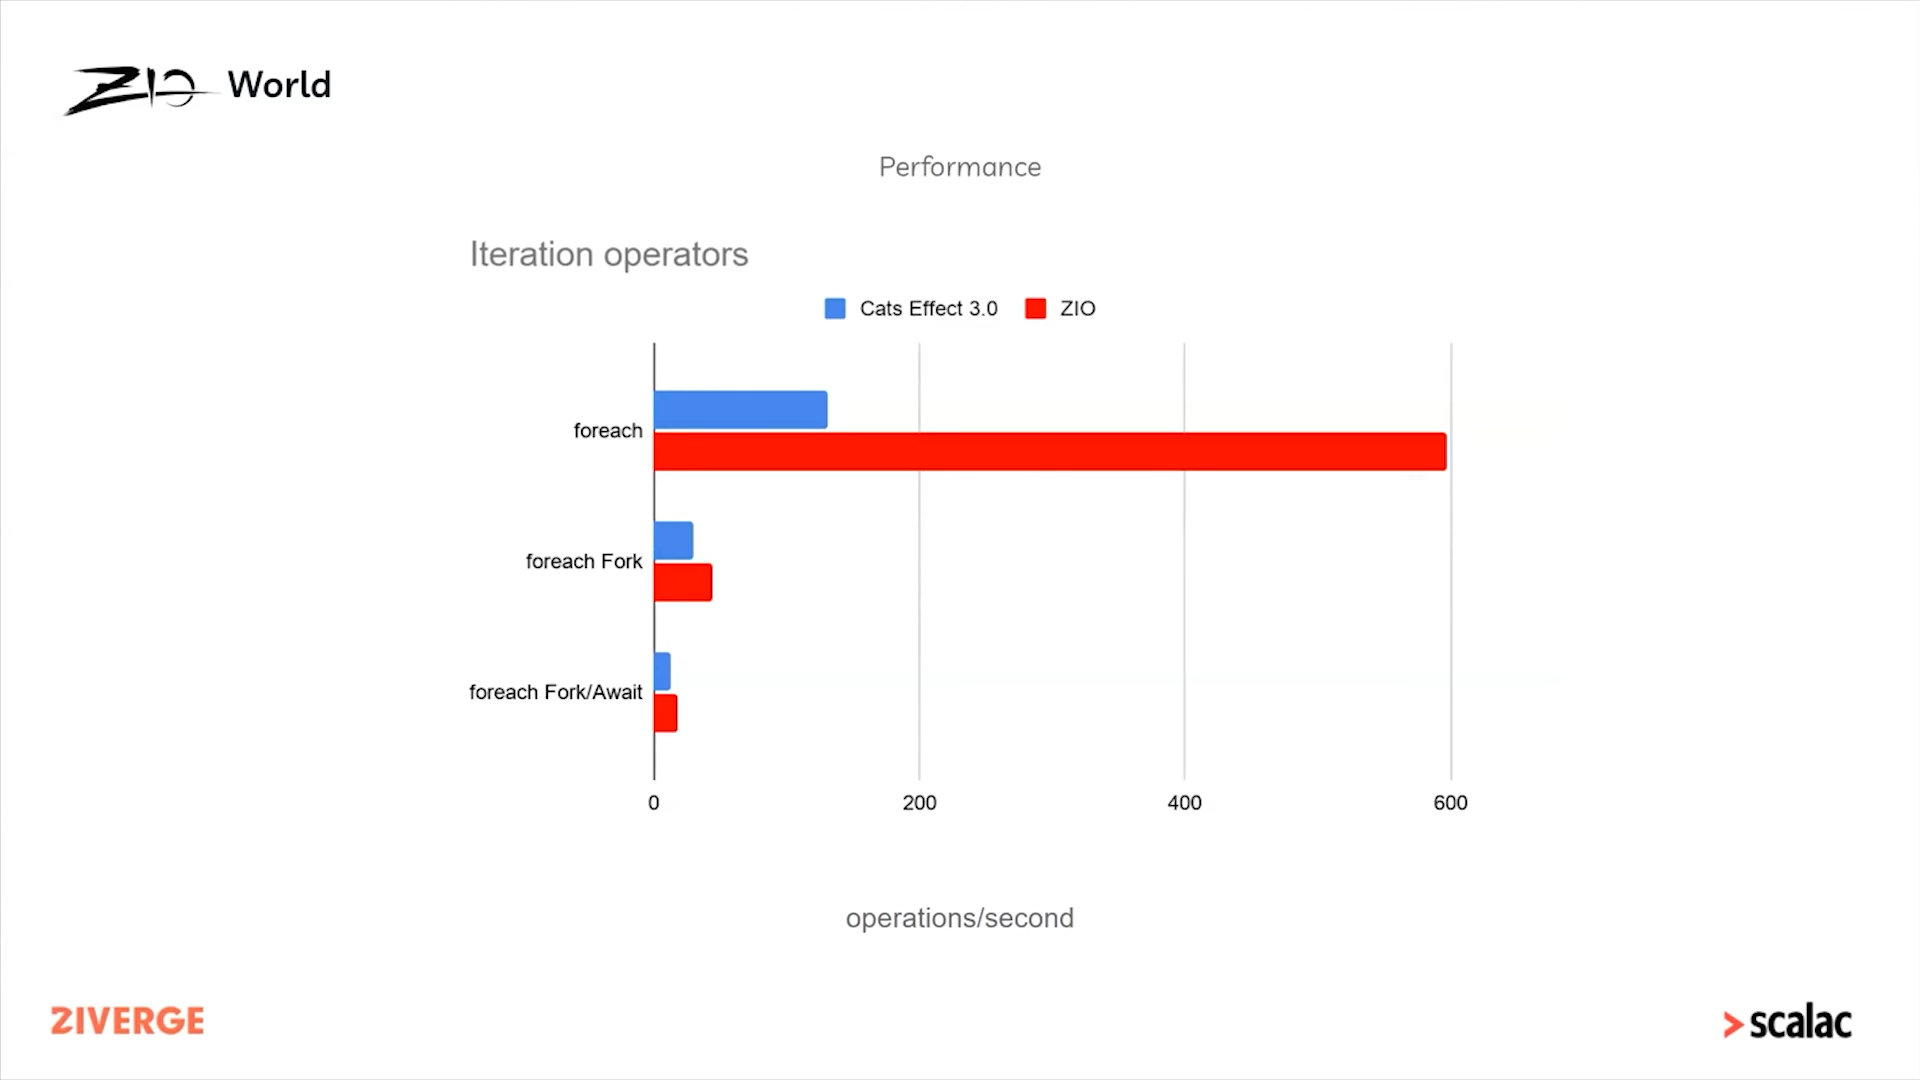 ZIO World
Performance
Iteration operators
Cats Effect 3.0 ZIO
foreach
foreach Fork
foreach Fork/Await
0 200 400 600
operations/second
ZIVERGE
scalac